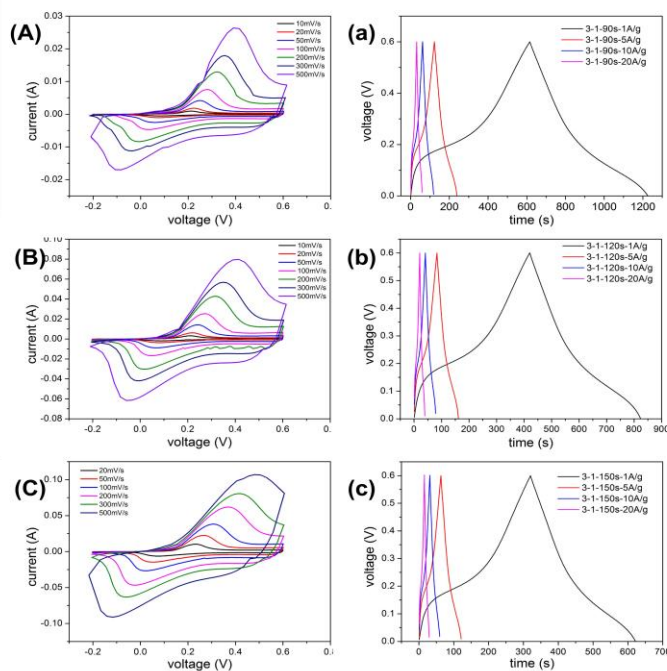 (A)
0.03
0.02
0.01
0.00
-0.01
-0.02
current (A)
-0.2 0.0 0.2 0.4 0.6
voltage (V)
10mV/s
20mV/s
50mV/s
100mV/s
200mV/s
300mV/s
500mV/s
(a)
0.6
0.4
0.2
0.0
voltage (V)
0 200 400 600 800 1000 1200
time (s)
3-1-90s-1A/g
3-1-90s-5A/g
3-1-90s-10A/g
3-1-90s-20A/g
(B)
0.10
0.08
0.06
0.04
0.02
0.00
-0.02
-0.04
-0.06
-0.08
current (A)
-0.2 0.0 0.2 0.4 0.6
voltage (V)
10mV/s
20mV/s
50mV/s
100mV/s
200mV/s
300mV/s
500mV/s
(b)
0.6
0.5
0.4
0.3
0.2
0.1
0.0
voltage (V)
0 100 200 300 400 500 600 700 800 900
time (s)
3-1-120s-1A/g
3-1-120s-5A/g
3-1-120s-10A/g
3-1-120s-20A/g
(C)
0.10
0.05
0.00
-0.05
-0.10
current (A)
-0.2 0.0 0.2 0.4 0.6
voltage (V)
20mV/s
50mV/s
100mV/s
200mV/s
300mV/s
500mV/s
(c)
0.6
0.5
0.4
0.3
0.2
0.1
0.0
voltage (V)
0 100 200 300 400 500 600 700
time (s)
3-1-150s-1A/g
3-1-150s-5A/g
3-1-150s-10A/g
3-1-150s-20A/g